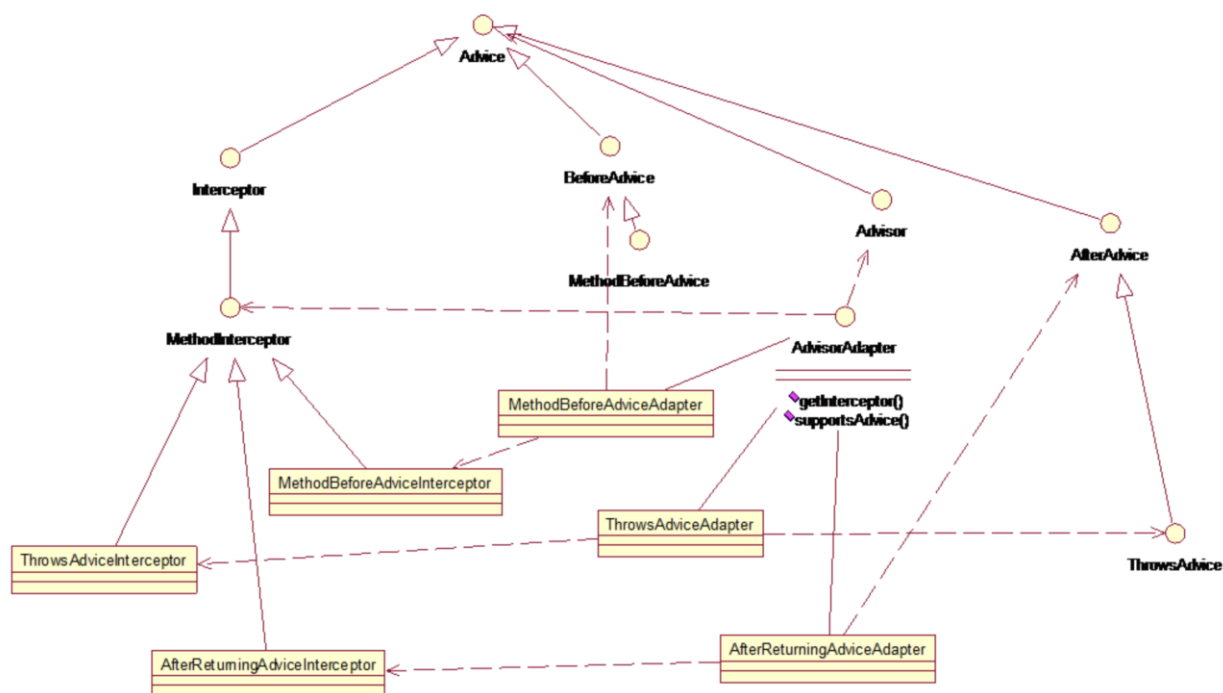 Advice
Interceptor
BeforeAdvice
Advisor
AfterAdvice
MethodBeforeAdvice
MethodInterceptor
AdvisorAdapter
getInterceptor()
supportsAdvice()
MethodBeforeAdviceAdapter
MethodBeforeAdviceInterceptor
ThrowsAdviceAdapter
ThrowsAdviceInterceptor
ThrowsAdvice
AfterReturningAdviceAdapter
AfterReturningAdviceInterceptor